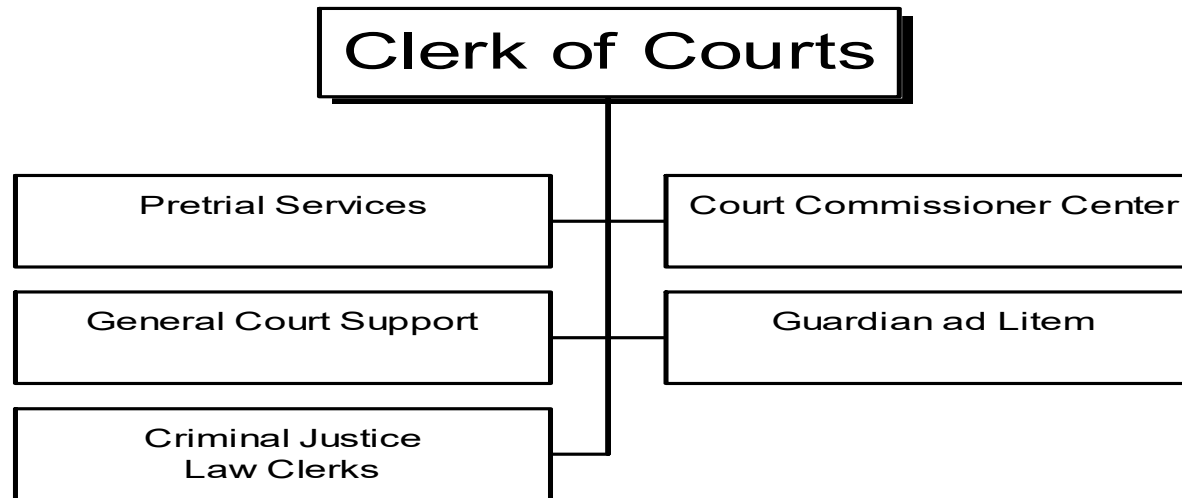 Clerk of Courts
Pretrial Services
Court Commissioner Center
General Court Support
Guardian ad Litem
Criminal Justice
Law Clerks